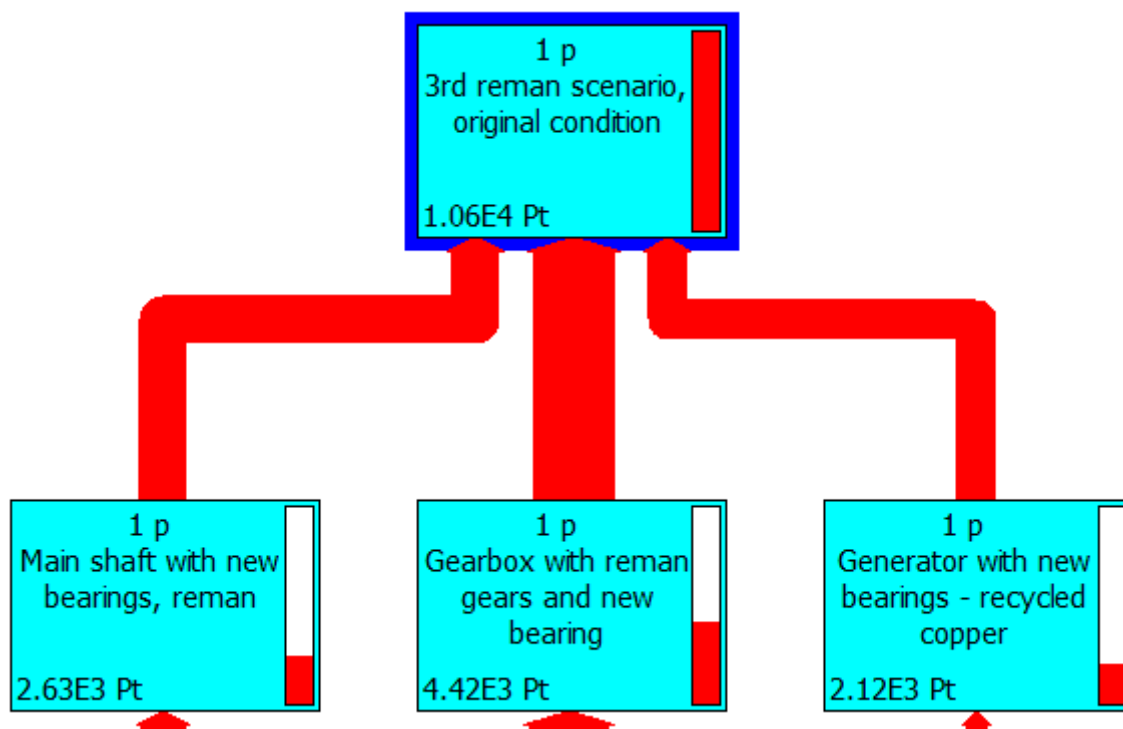 1 p
3rd reman scenario,
original condition
1.06E4 Pt
1 p
Main shaft with new
bearings, reman
2.63E3 Pt
1 p
Gearbox with reman
gears and new
bearing
4.42E3 Pt
1 p
Generator with new
bearings - recycled
copper
2.12E3 Pt